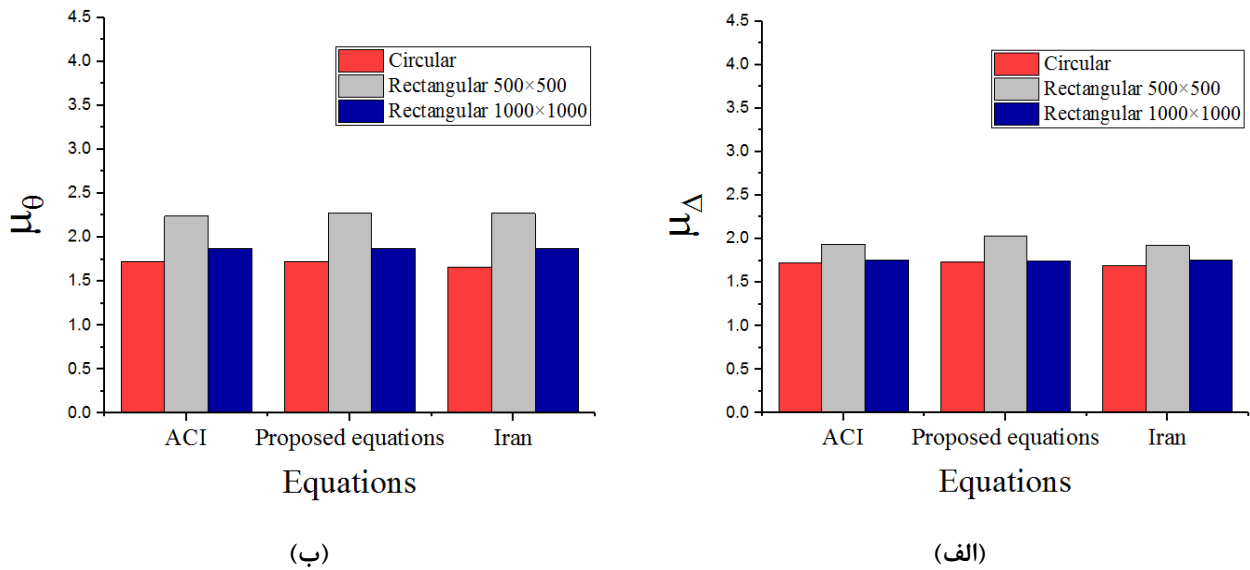 4.5
4.0
3.5
3.0
2.5
2.0
1.5
1.0
0.5
0.0
μθ
Circular
Rectangular 500×500
Rectangular 1000×1000
ACI
Proposed equations
Iran
Equations
(ب)
4.5
4.0
3.5
3.0
2.5
2.0
1.5
1.0
0.5
0.0
μΔ
Circular
Rectangular 500×500
Rectangular 1000×1000
ACI
Proposed equations
Iran
Equations
(الف)